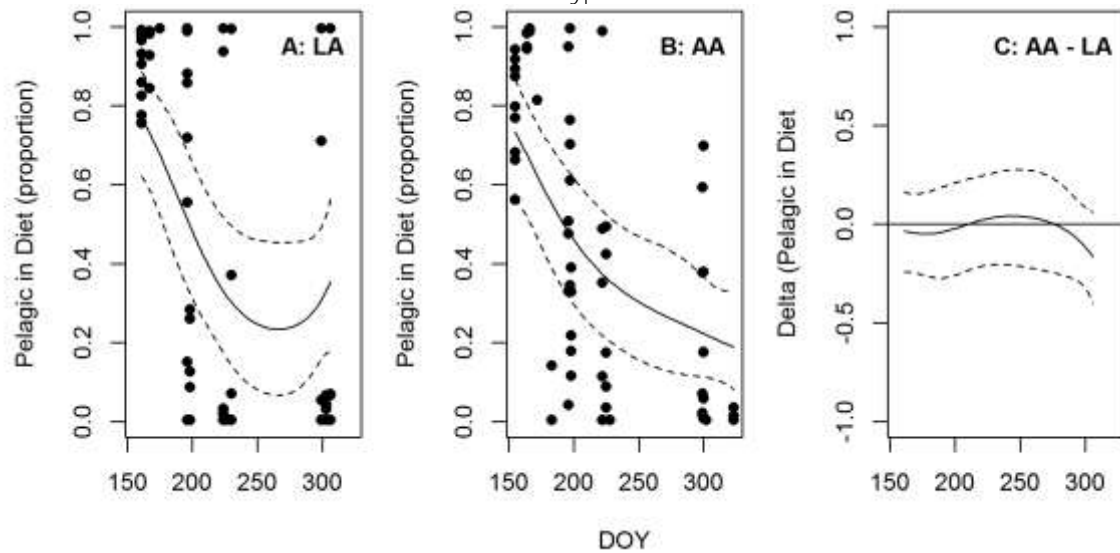 A: LA
B: AA
C: AA - LA
Pelagic in Diet (proportion)
0.0 0.2 0.4 0.6 0.8 1.0
150 200 250 300
Pelagic in Diet (proportion)
0.0 0.2 0.4 0.6 0.8 1.0
150 200 250 300
Delta (Pelagic in Diet
-1.0 -0.5 0.0 0.5 1.0
150 200 250 300
DOY